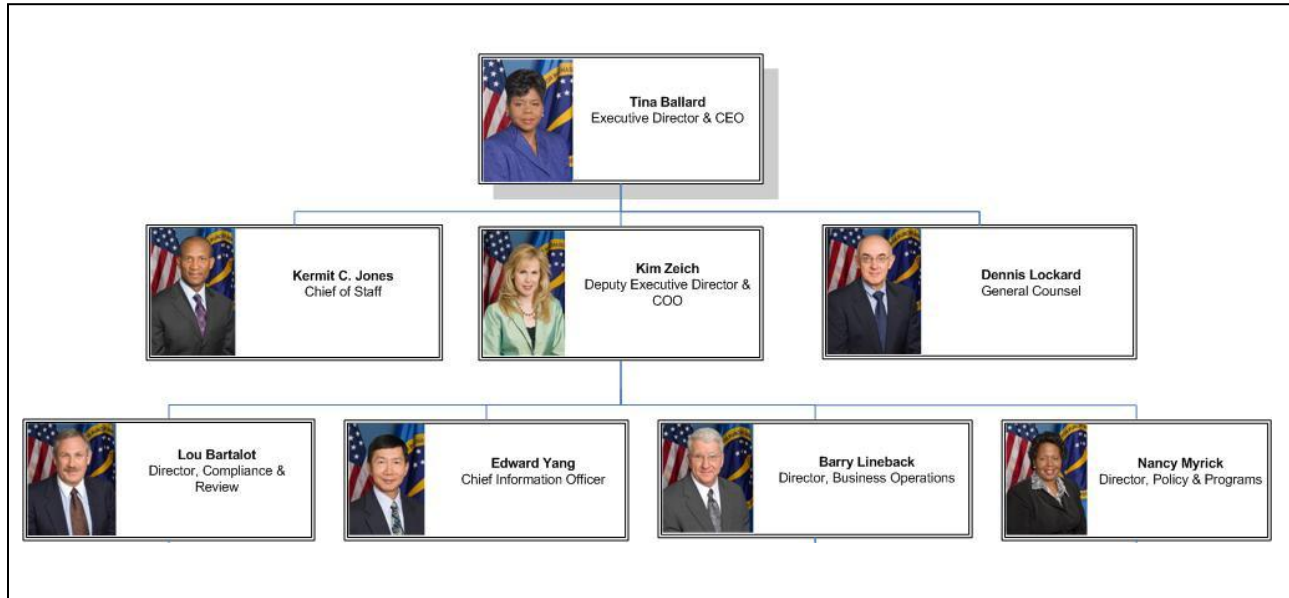 Tina Ballard
Executive Director & CEO
Kermit C. Jones
Chief of Staff
Kim Zeich
Deputy Executive Director &
COO
Dennis Lockard
General Counsel
Lou Bartalot
Director, Compliance &
Review
Edward Yang
Chief Information Officer
Barry Lineback
Director, Business Operations
Nancy Myrick
Director, Policy & Programs